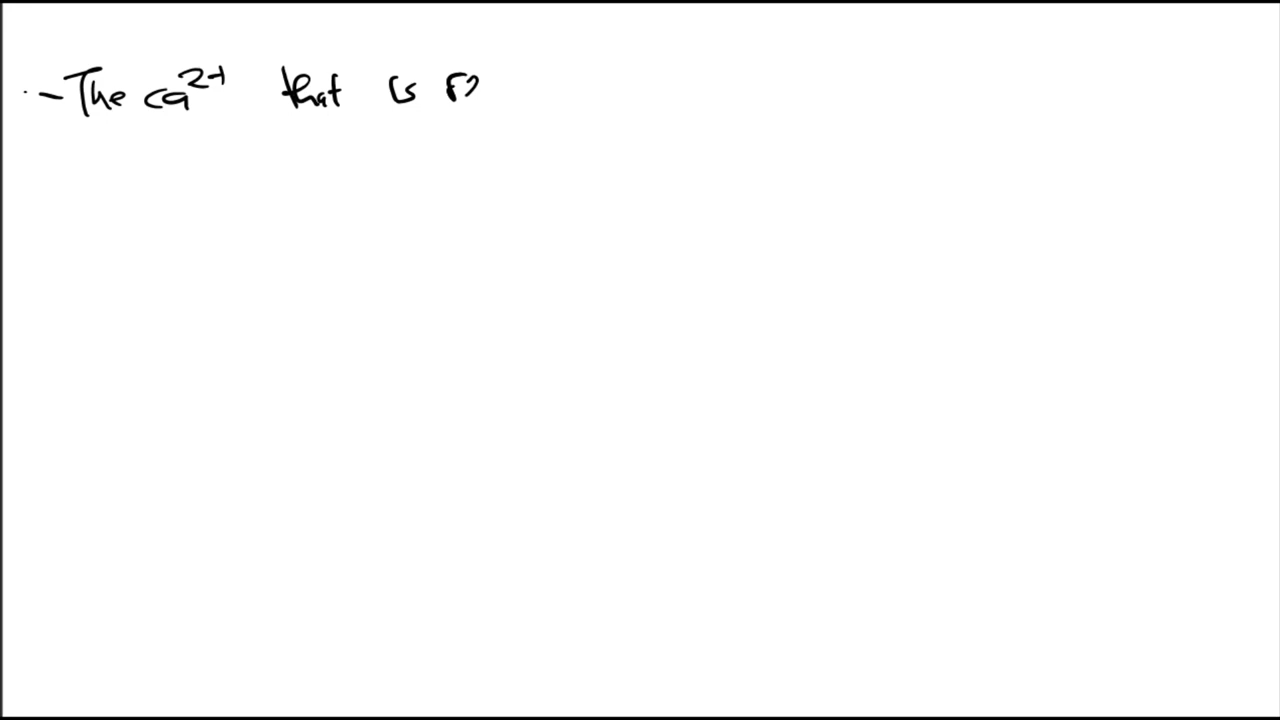 - The Ca²⁺ that is